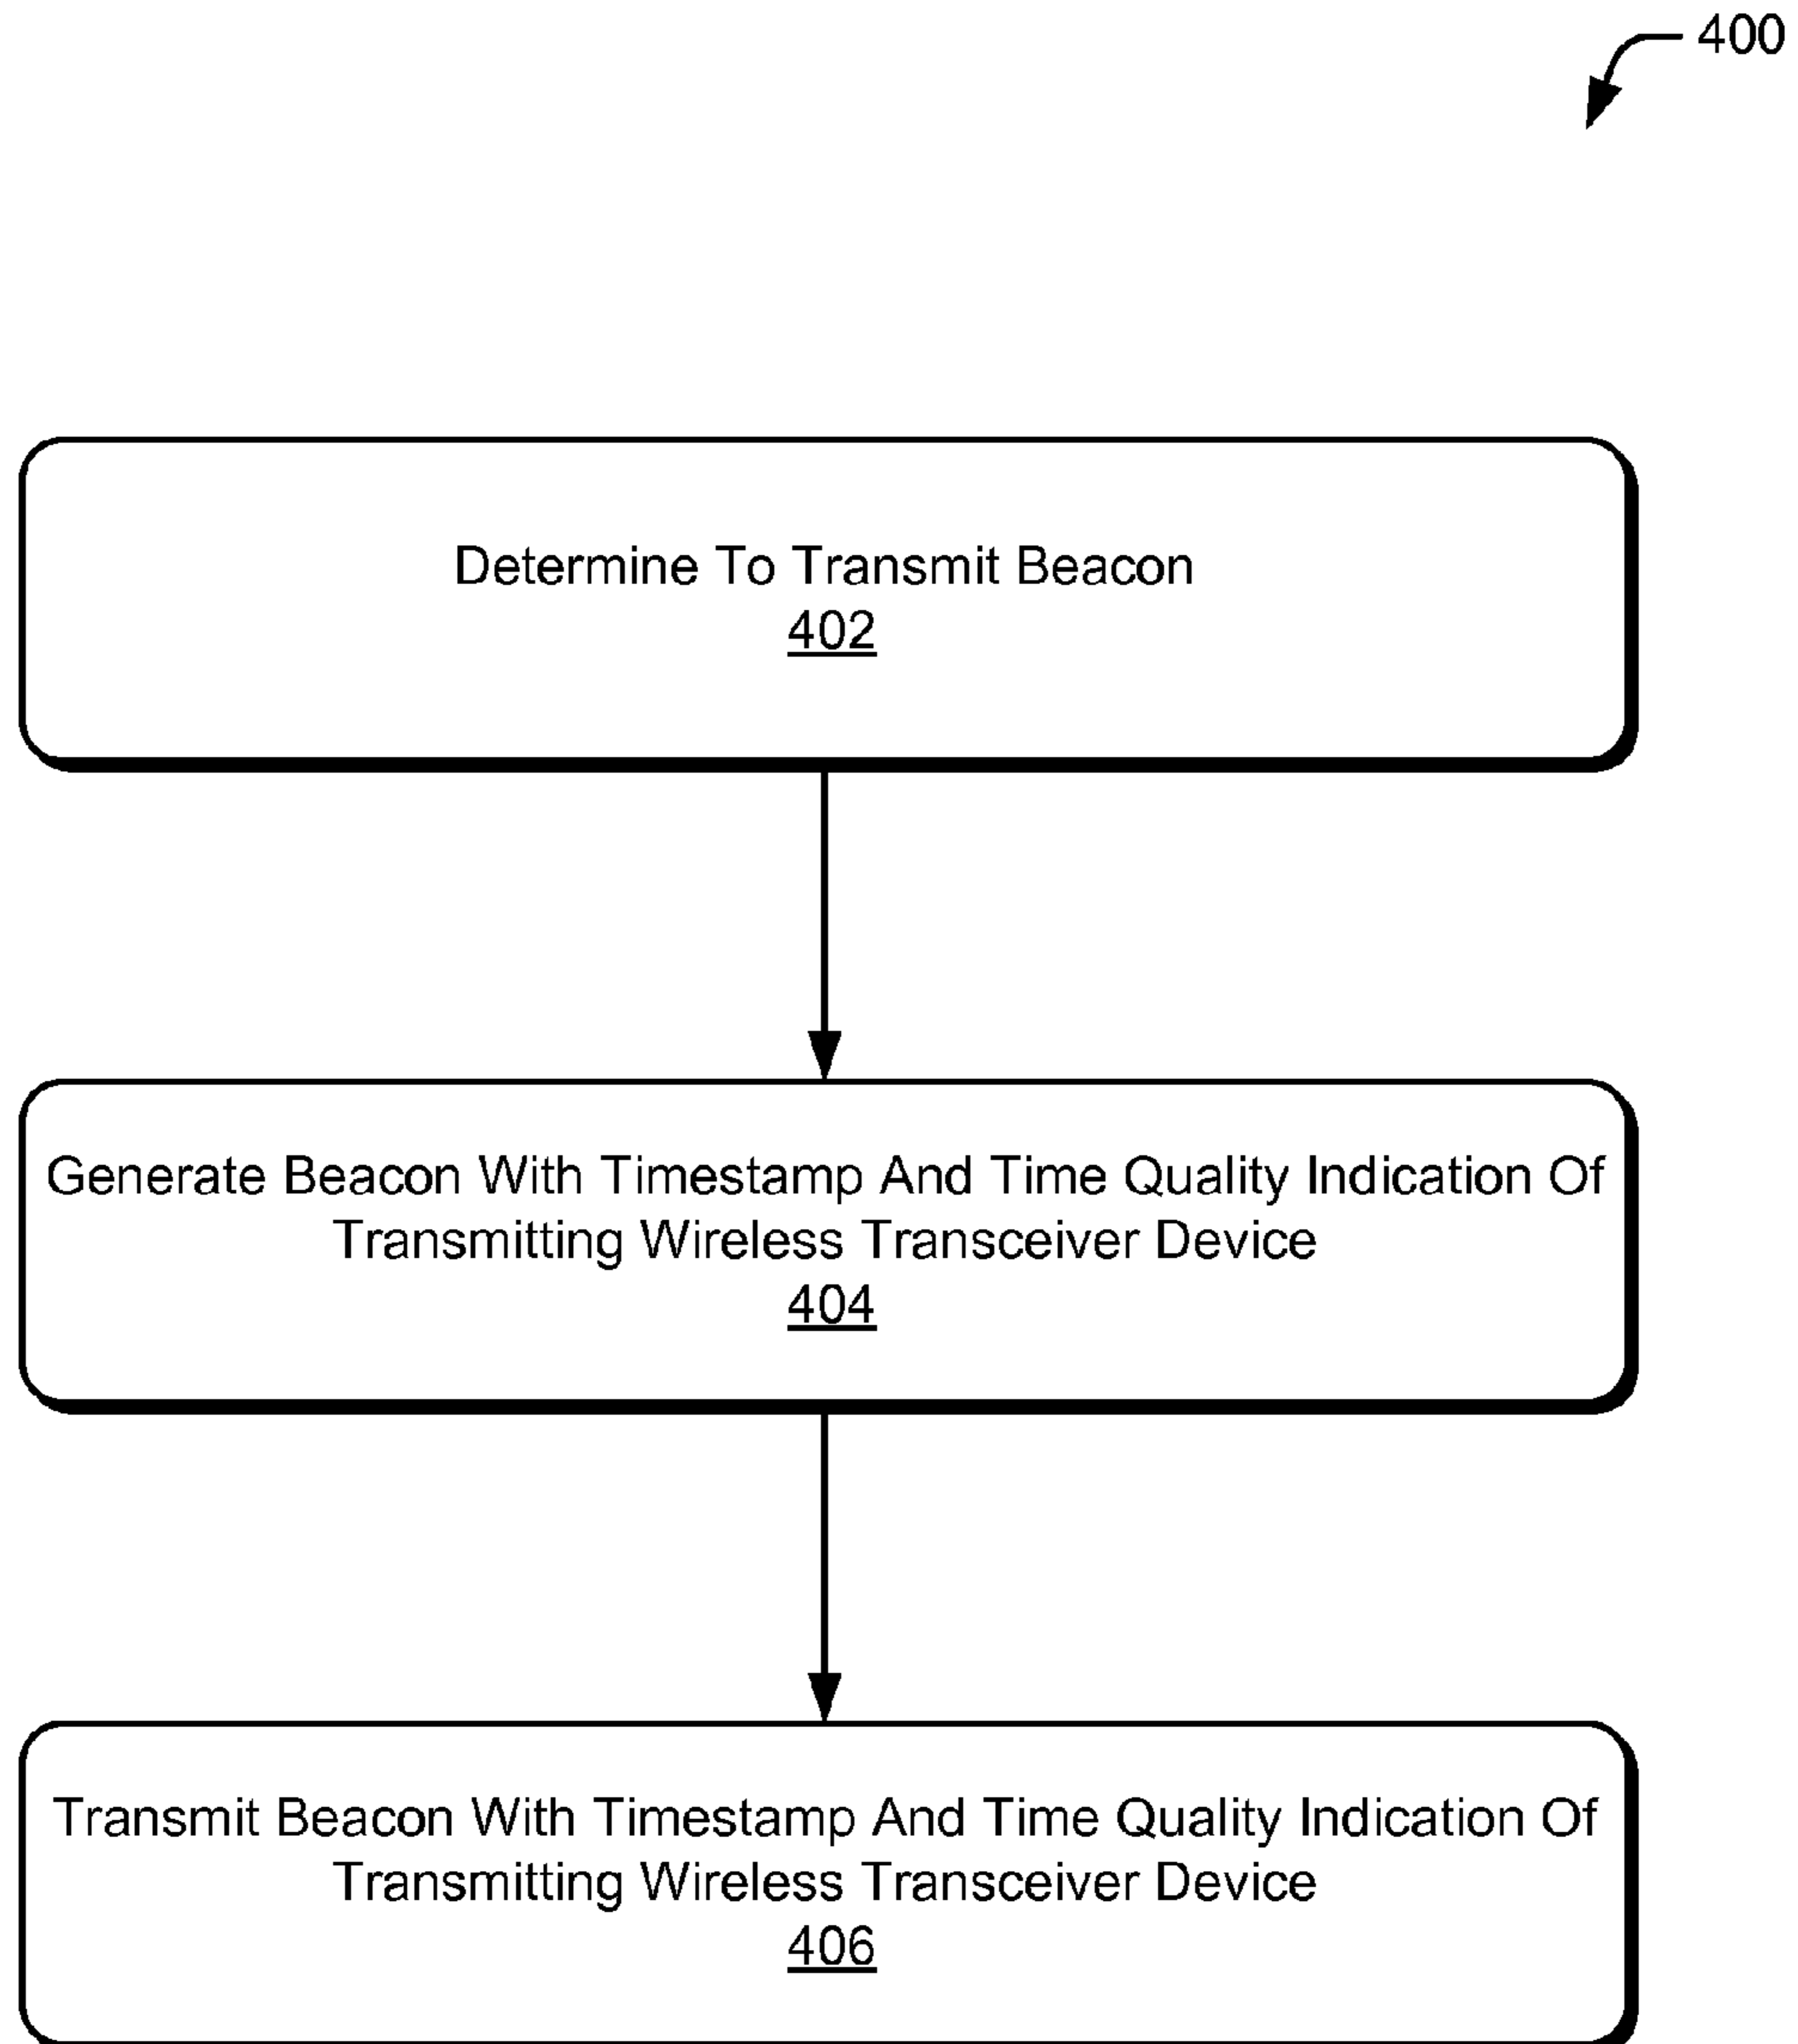 400
Determine To Transmit Beacon
402
Generate Beacon With Timestamp And Time Quality Indication Of
Transmitting Wireless Transceiver Device
404
Transmit Beacon With Timestamp And Time Quality Indication Of
Transmitting Wireless Transceiver Device
406